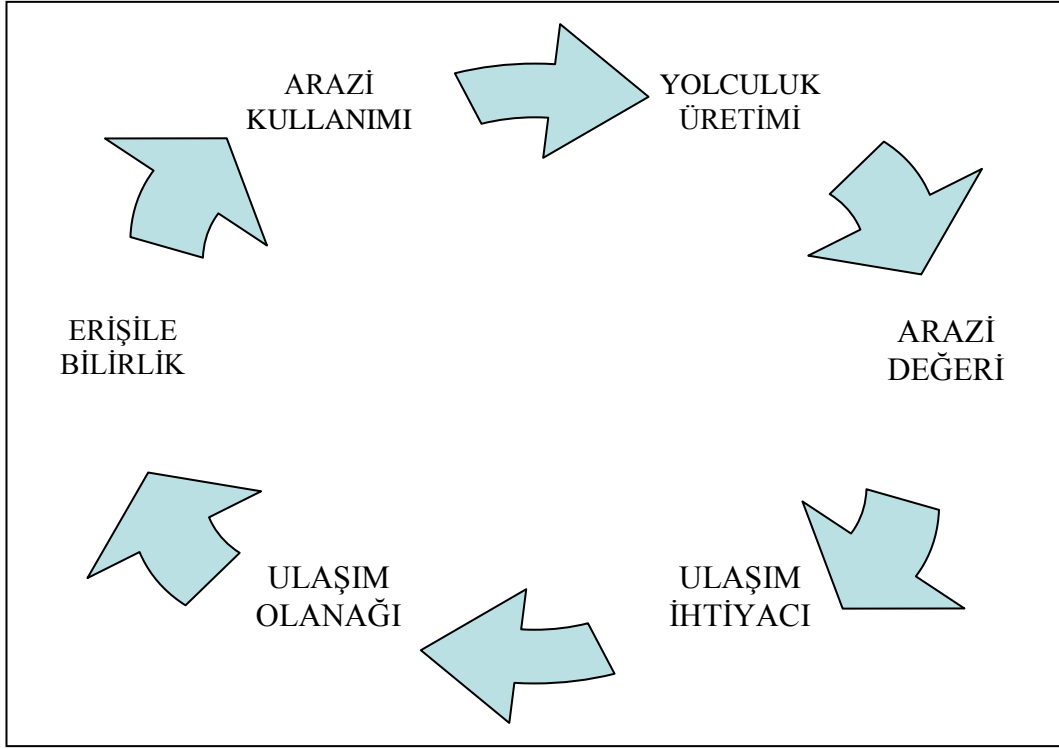 ARAZİ
KULLANIMI
YOLCULUK
ÜRETİMİ
ARAZİ
DEĞERİ
ULAŞIM
İHTİYACI
ULAŞIM
OLANAĞI
ERİŞİLE
BİLİRLİK